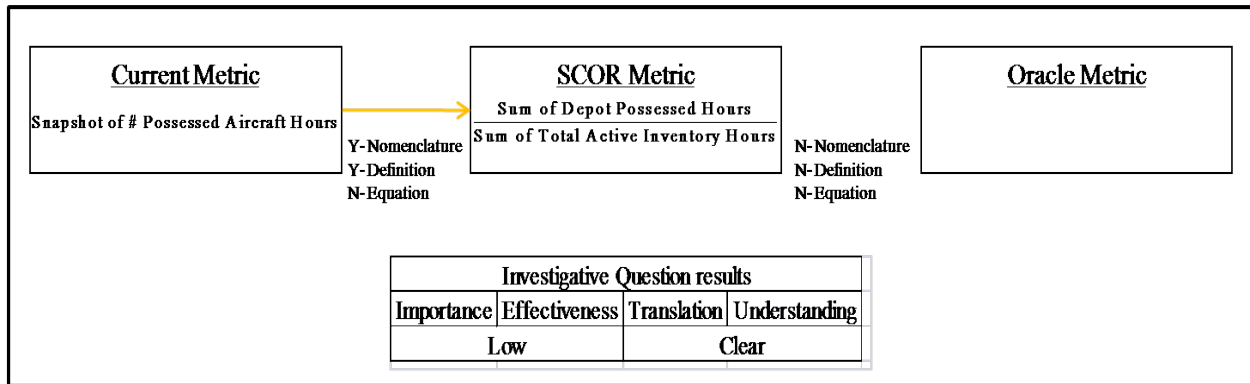 Current Metric
Snapshot of # Possessed Aircraft Hours
Y-Nomenclature
Y-Definition
N-Equation
SCOR Metric
Sum of Depot Possessed Hours
Sum of Total Active Inventory Hours
N-Nomenclature
N-Definition
N-Equation
Oracle Metric
Investigative Question results
Importance Effectiveness Translation Understanding
Low Clear